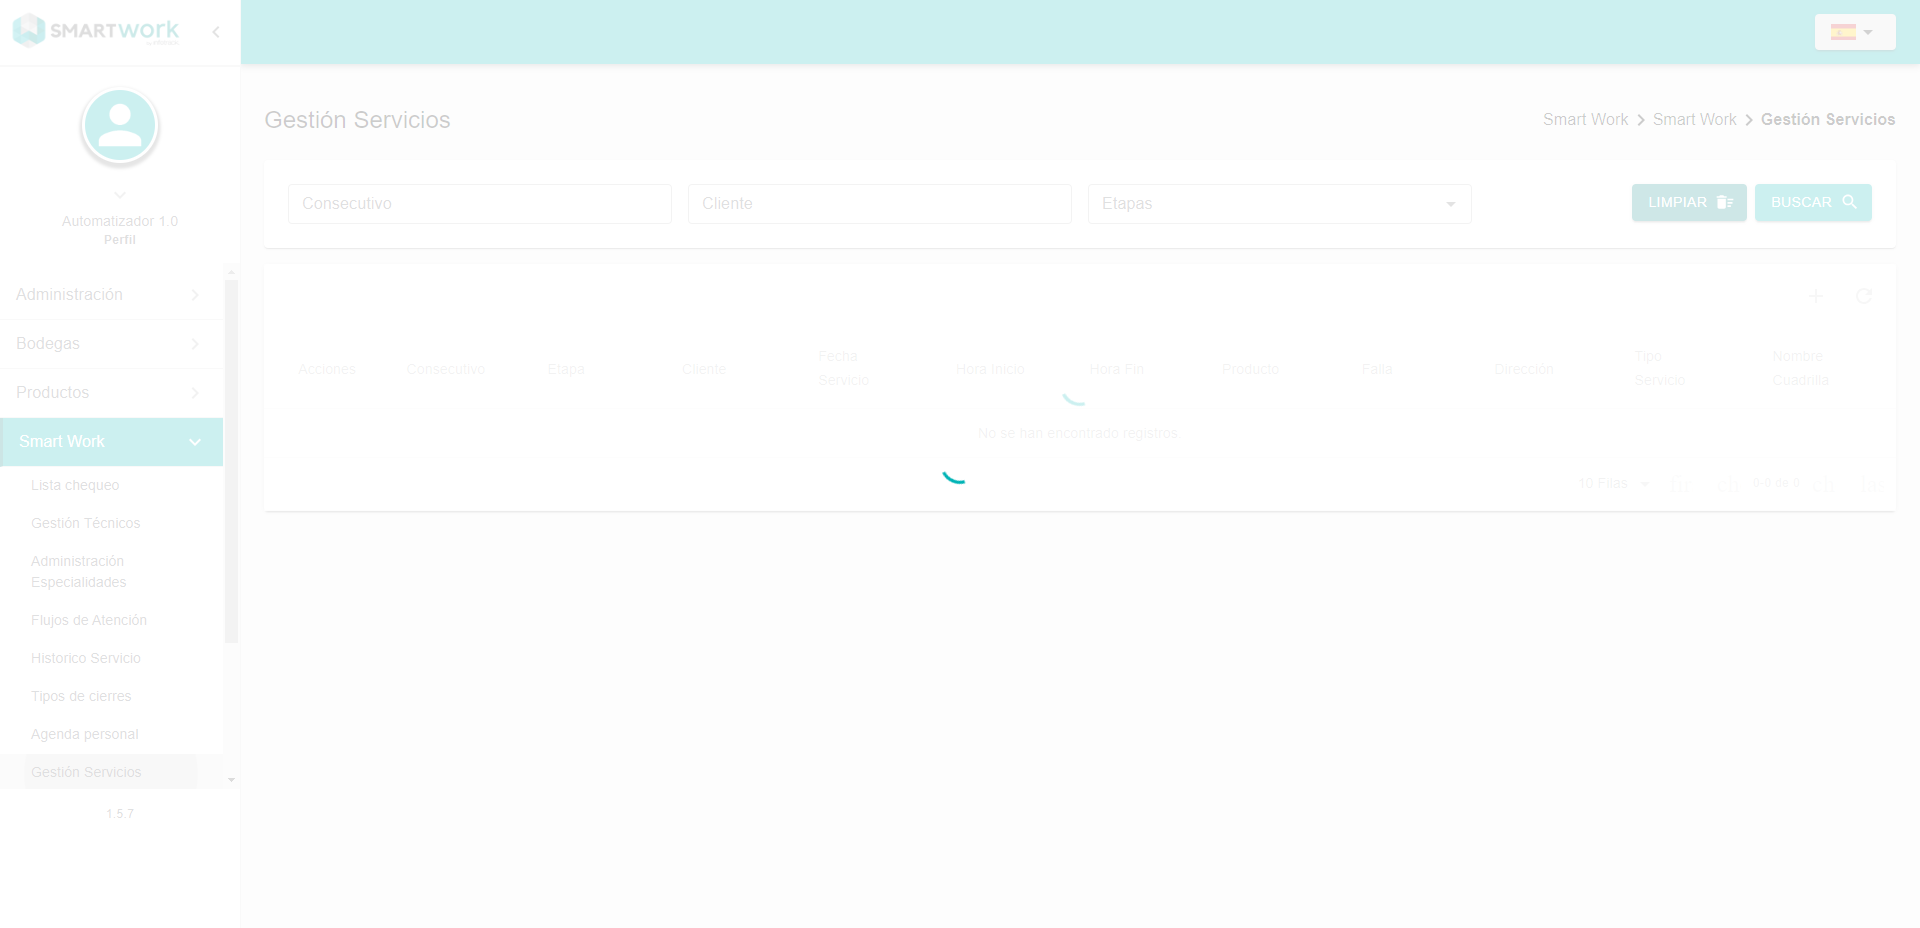 SMARTwork
Automatizador 1.0
Perfil
Administración
Bodegas
Productos
Smart Work
Lista chequeo
Gestión Técnicos
Administración
Especialidades
Flujos de Atención
Historico Servicio
Tipos de cierres
Agenda personal
Gestión Servicios
1.5.7
Gestión Servicios
Smart Work > Smart Work > Gestión Servicios
Consecutivo
Cliente
Etapas
LIMPIAR
BUSCAR
Acciones
Consecutivo
Etapa
Cliente
Fecha
Servicio
Hora Inicio
Hora Fin
Producto
Falla
Dirección
Tipo
Servicio
Nombre
Cuadrilla
No se han encontrado registros
10 Filas
0-0 de 0